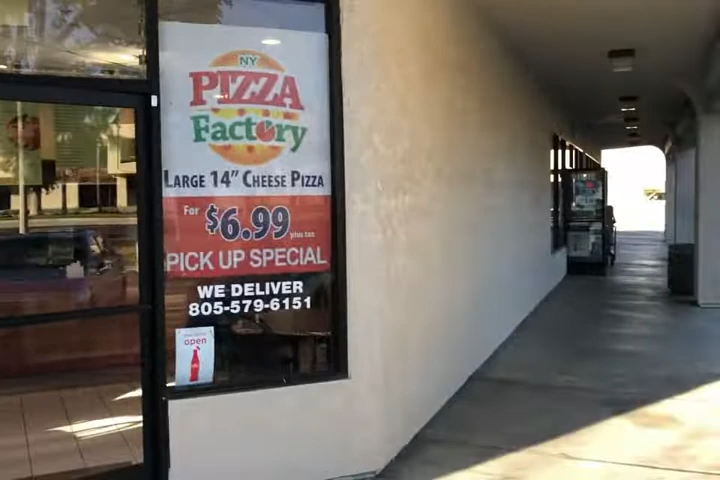 NY
PIZZA
Factory
LARGE 14" CHEESE PIZZA
For $6.99 plus tax
PICK UP SPECIAL
WE DELIVER
805-579-6151
open